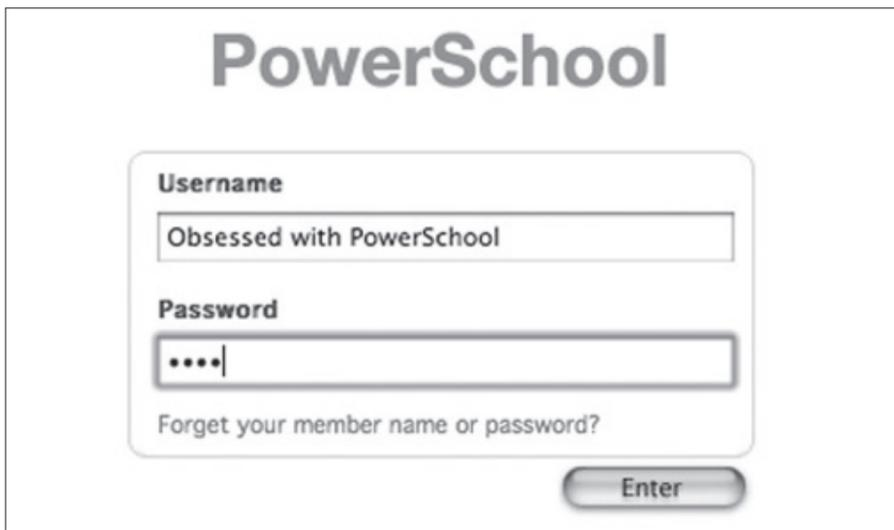 PowerSchool
Username
Obsessed with PowerSchool
Password
••••
Forget your member name or password?
Enter